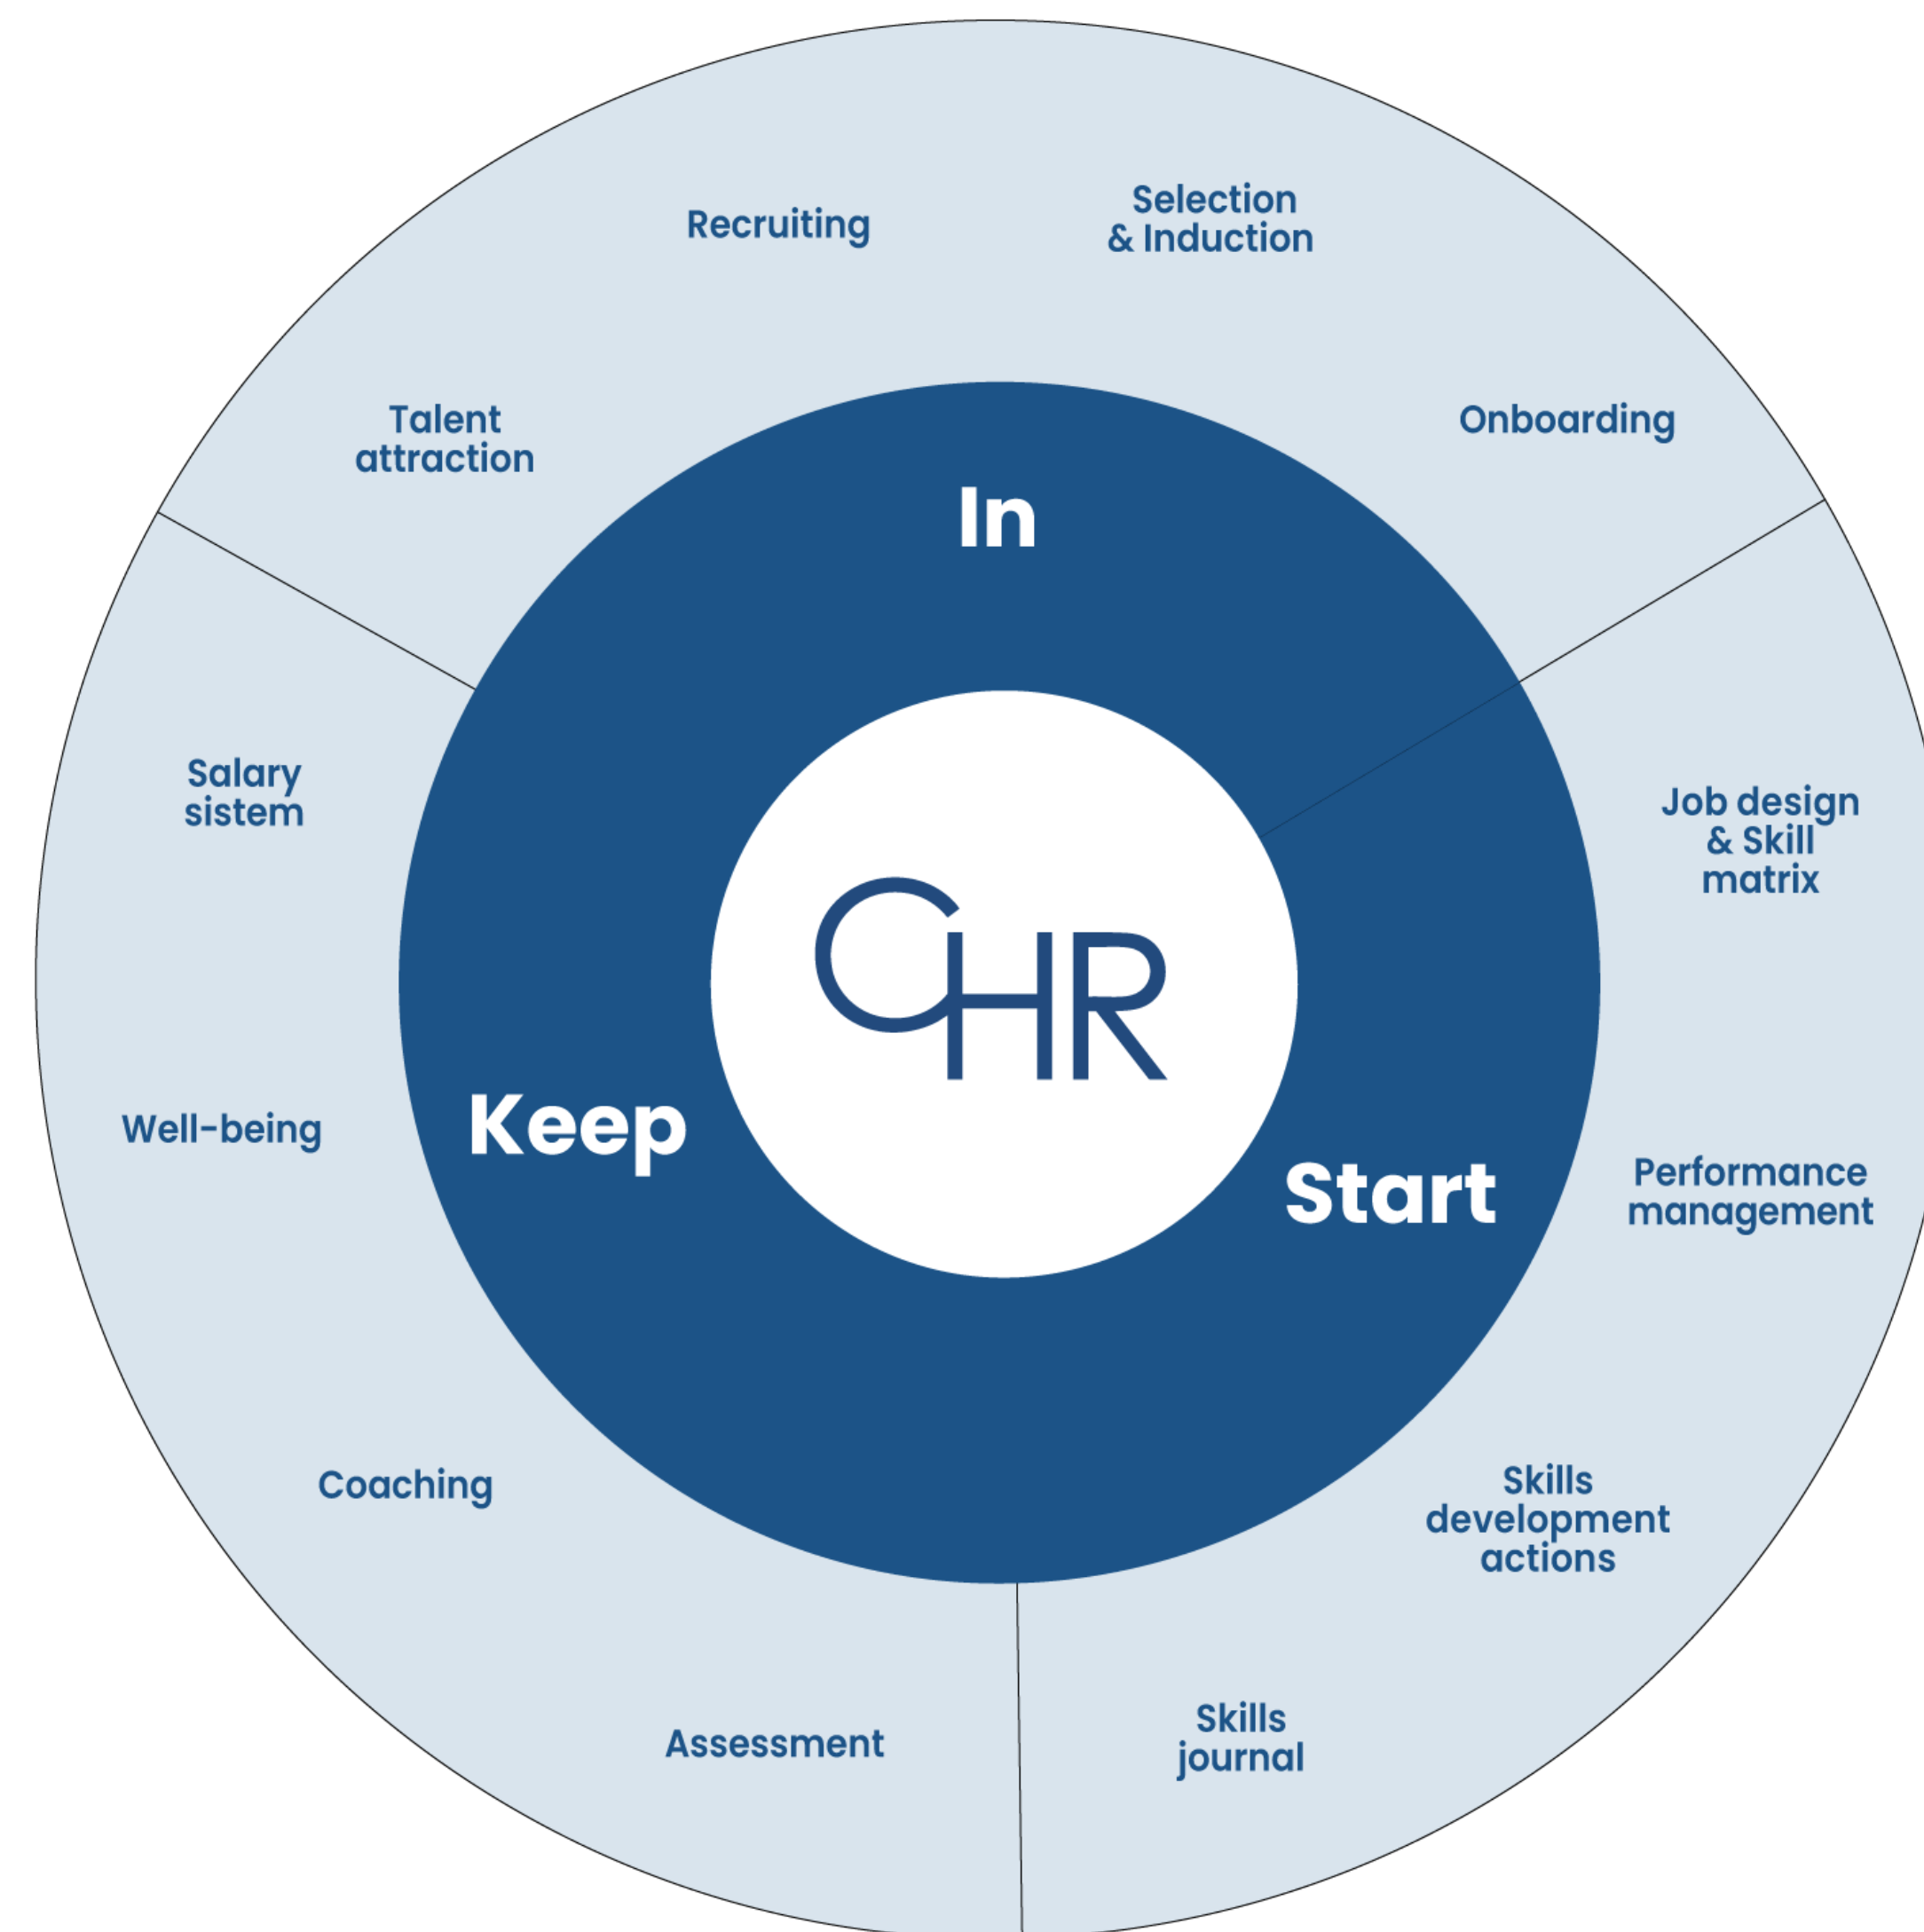 Recruiting
Selection
& Induction
Talent
attraction
Onboarding
In
Salary
sistem
Job design
& Skill
matrix
CHR
Well-being
Keep
Start
Performance
management
Coaching
Skills
development
actions
Assessment
Skills
journal